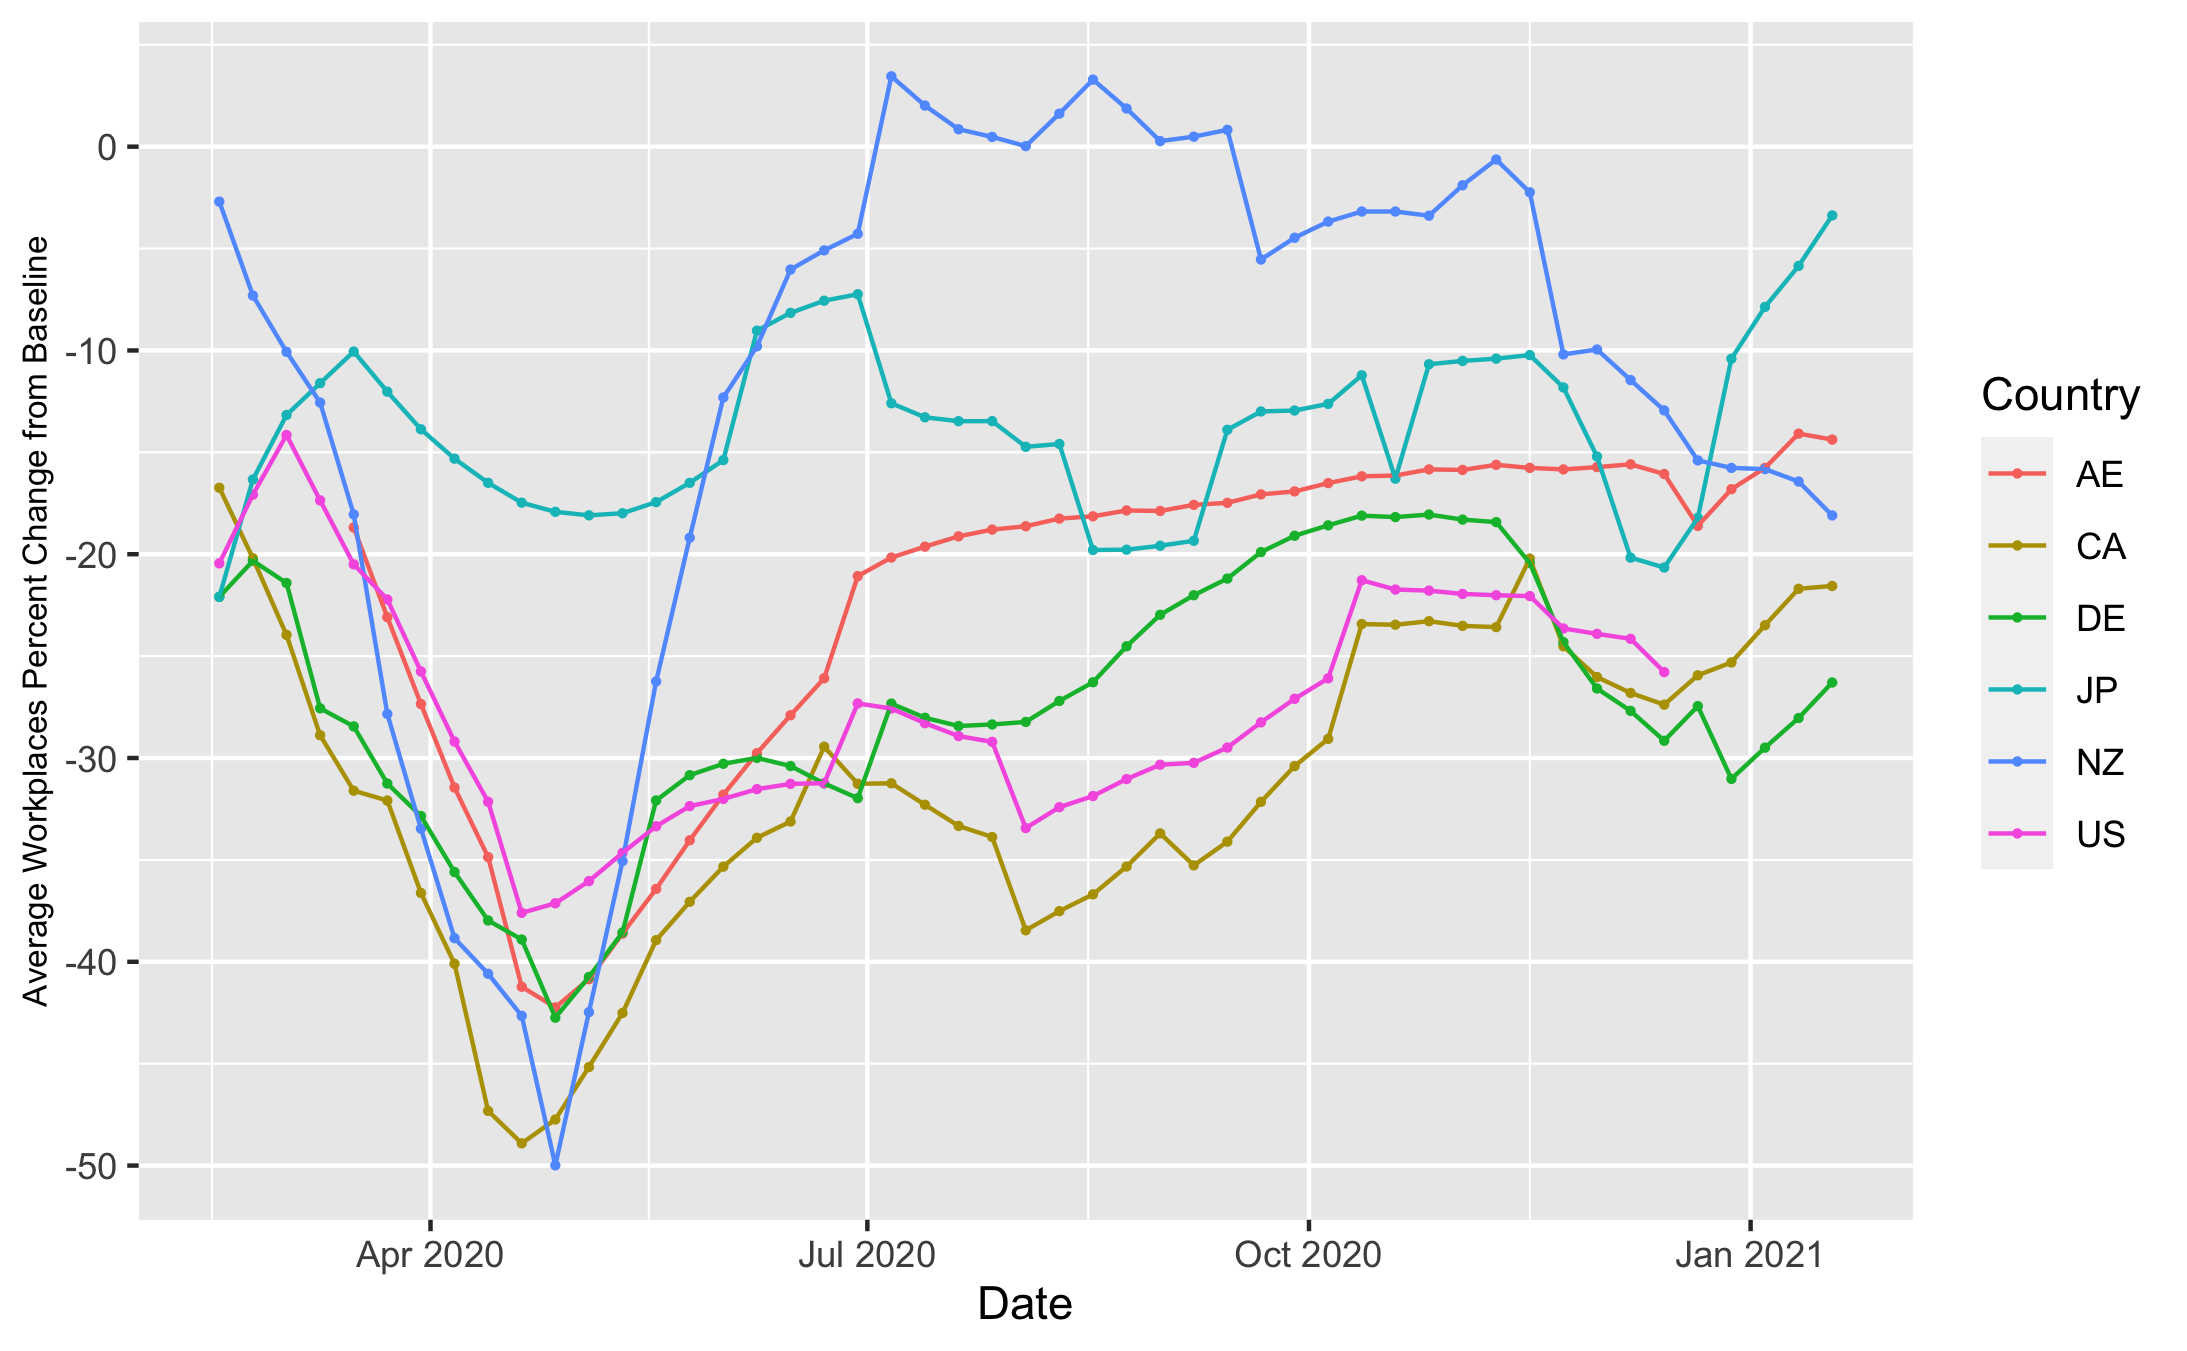 Average Workplaces Percent Change from Baseline
0
-10
-20
-30
-40
-50
Apr 2020
Jul 2020
Oct 2020
Jan 2021
Date
Country
AE
CA
DE
JP
NZ
US